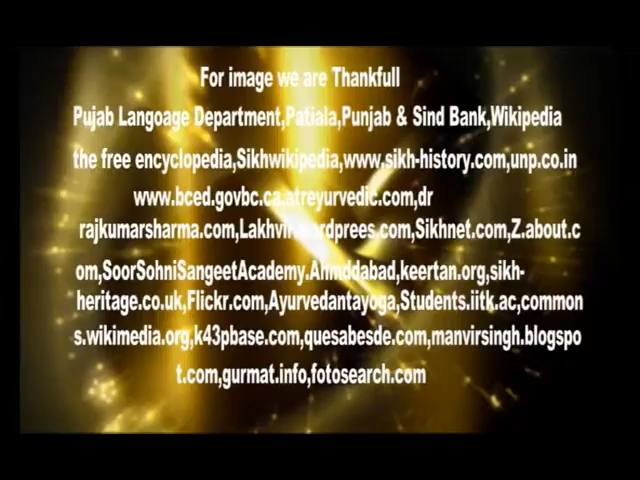 For image we are Thankfull
Pujab Langoage Department,Patiala,Punjab & Sind Bank,Wikipedia
the free encyclopedia,Sikhwikipedia,www.sikh-history.com,unp.co.in
www.bced.govbc.ca.atreyurvedic.com,dr
rajkumarsharma.com,Lakhvir.wordprees.com,Sikhnet.com,Z.about.c
om,SoorSohniSangeetAcademy.Ahmddabad,keertan.org,sikh-
heritage.co.uk,Flickr.com,Ayurvedantayoga,Students.iitk.ac,common
s.wikimedia.org,k43pbase.com,quesabesde.com,manvirsingh.blogspo
t.com,gurmat.info,fotosearch.com